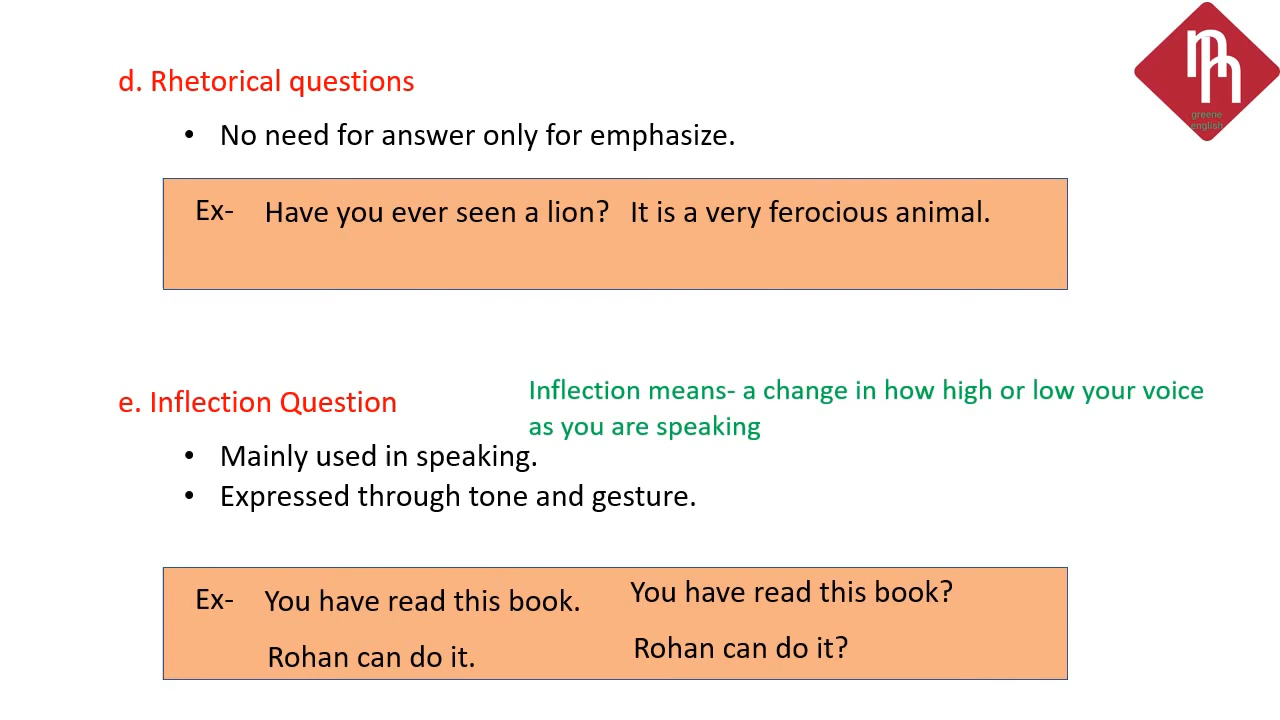 d. Rhetorical questions
• No need for answer only for emphasize.
Ex- Have you ever seen a lion? It is a very ferocious animal.
e. Inflection Question
Inflection means- a change in how high or low your voice
as you are speaking
• Mainly used in speaking.
• Expressed through tone and gesture.
Ex- You have read this book. You have read this book?
Rohan can do it. Rohan can do it?
greene
english